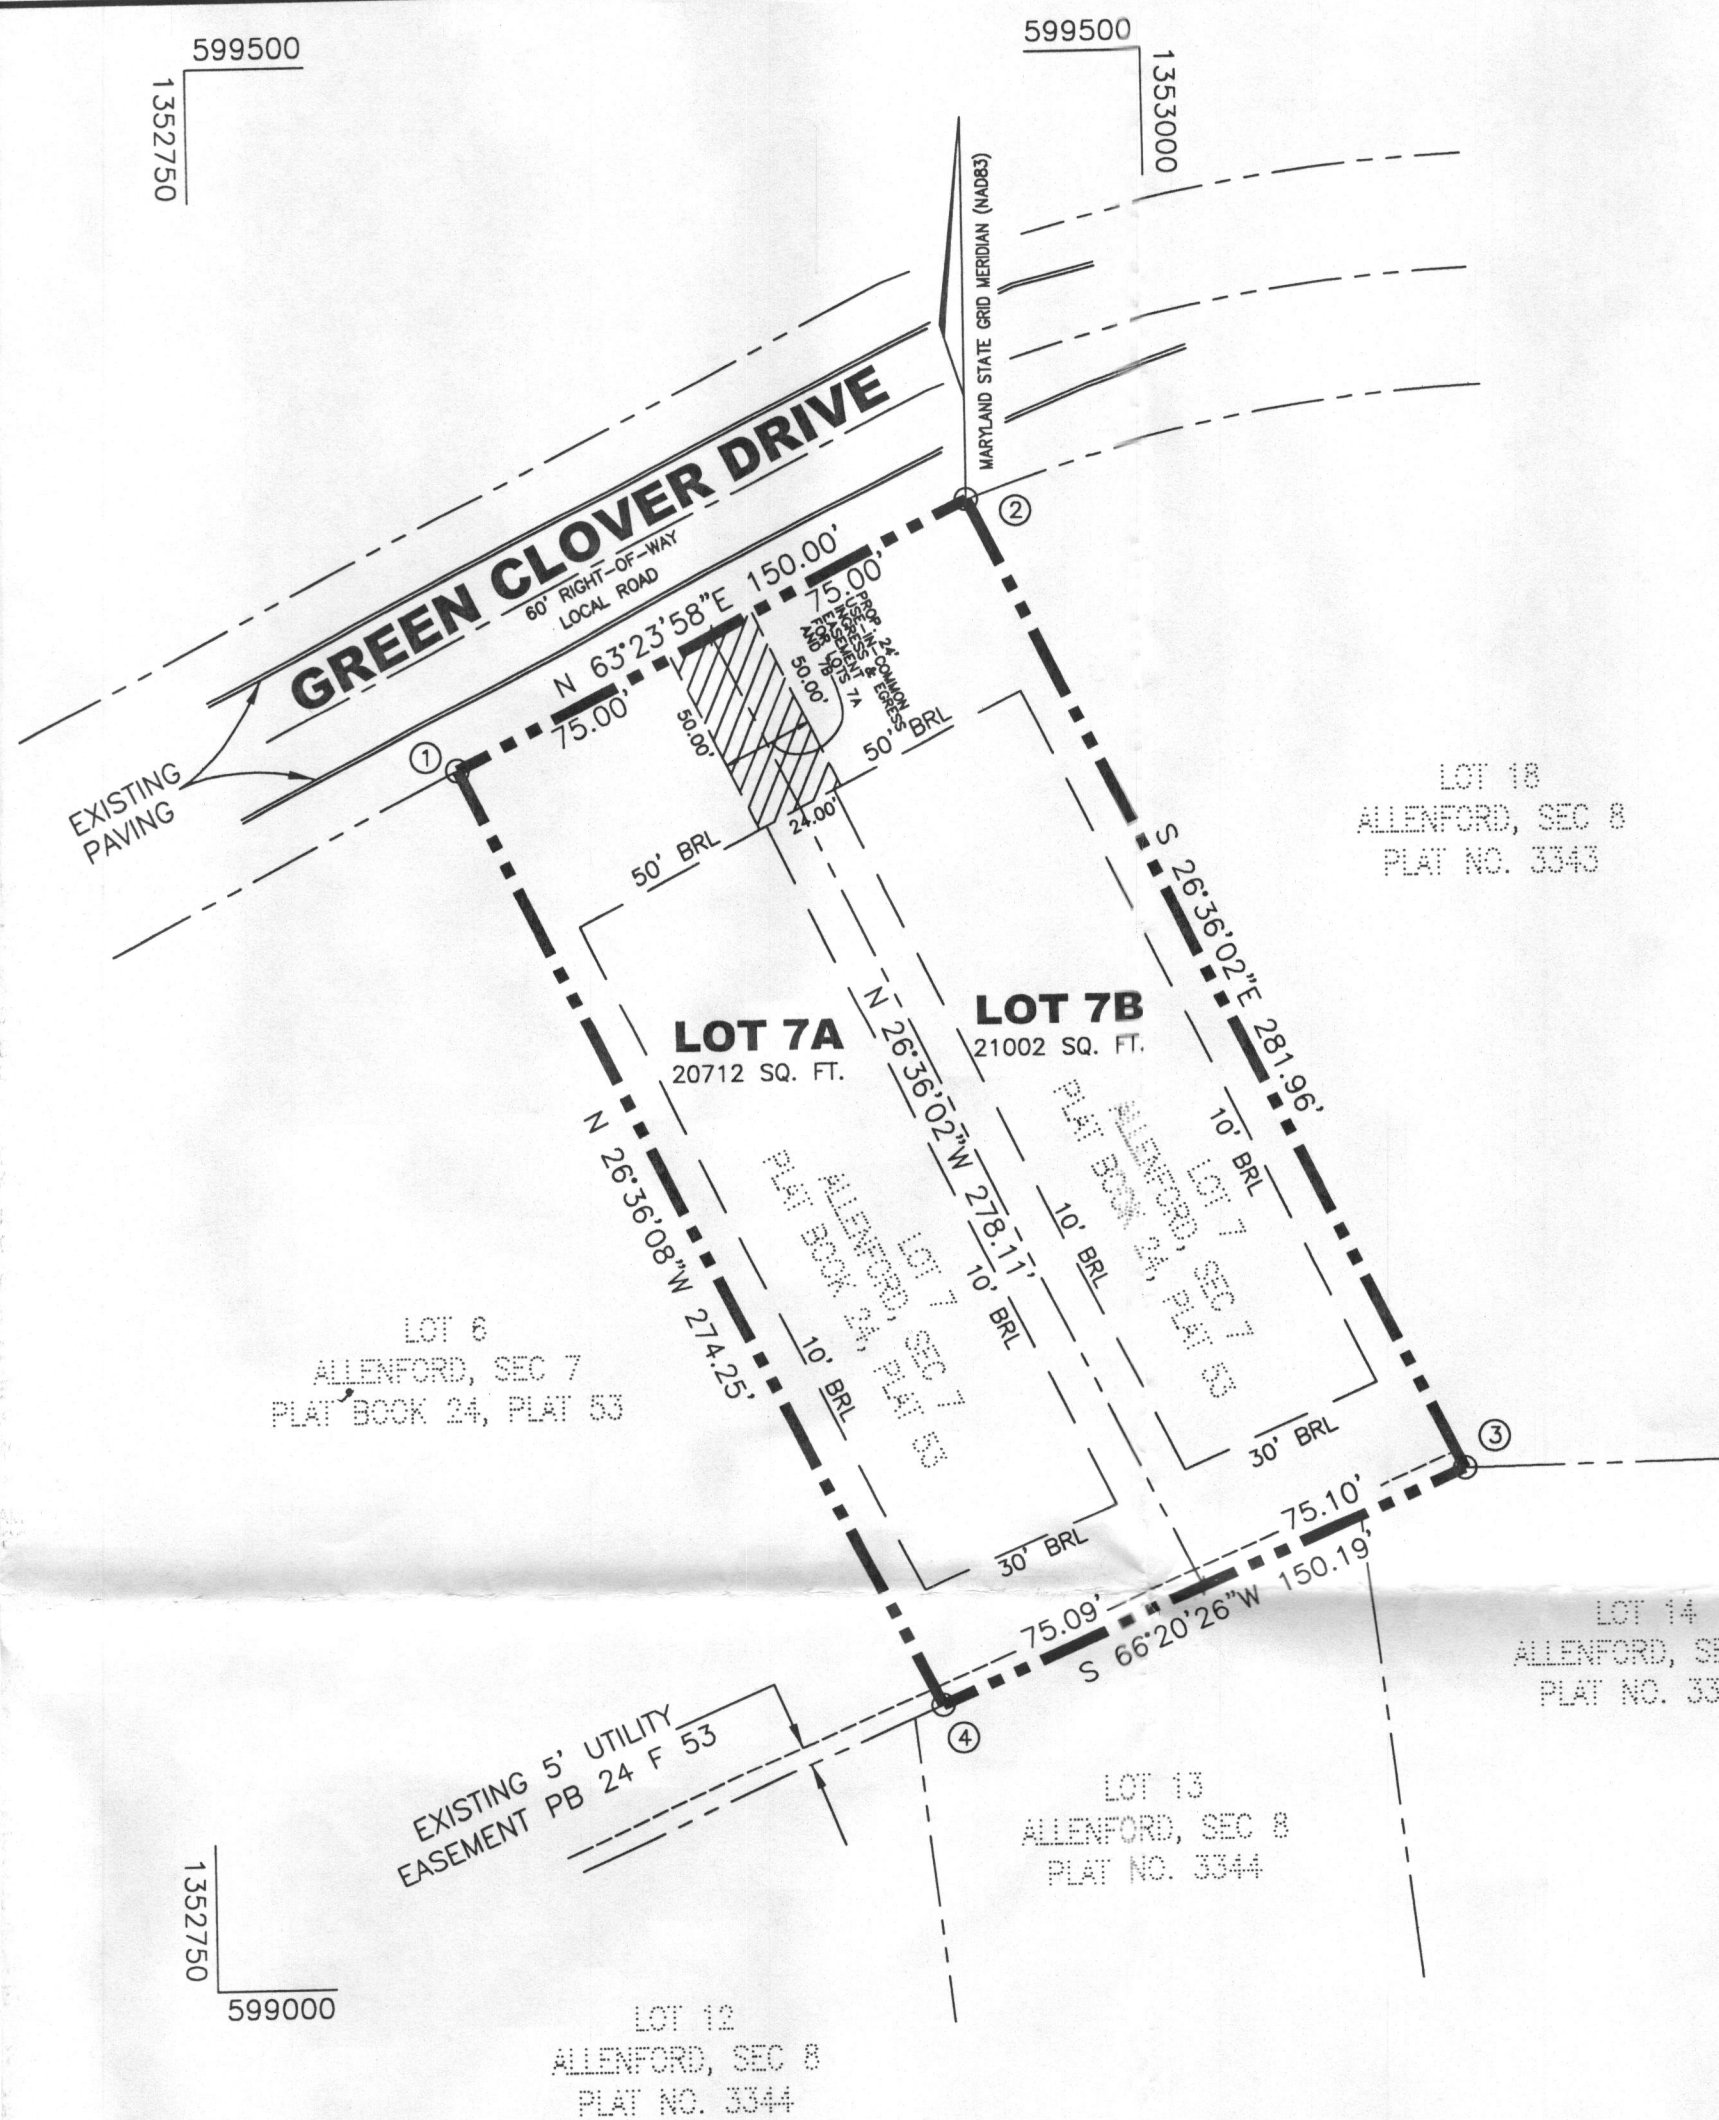 599500
1352750
599500
1353000
MARYLAND STATE GRID MERIDIAN (NAD83)
GREEN CLOVER DRIVE
60' RIGHT-OF-WAY
LOCAL ROAD
EXISTING
PAVING
1
2
N 63°23'58"E 150.00'
75.00'
75.00'
PROP. 24'
USE-IN-COMMON
INGRESS & EGRESS
EASEMENT
FOR LOTS 7A
AND 7B
50.00'
50.00'
24.00'
50' BRL
50' BRL
LOT 18
ALLENFORD, SEC 8
PLAT NO. 3343
S 26°36'02"E 281.96'
LOT 7A
20712 SQ. FT.
LOT 7B
21002 SQ. FT.
N 26°36'02"W 278.11'
N 26°36'08"W 274.25'
10' BRL
10' BRL
10' BRL
10' BRL
LOT 7
ALLENFORD, SEC 7
PLAT BOOK 24, PLAT 53
LOT 7
ALLENFORD, SEC 7
PLAT BOOK 24, PLAT 53
LOT 6
ALLENFORD, SEC 7
PLAT BOOK 24, PLAT 53
30' BRL
30' BRL
3
75.10'
75.09'
S 66°20'26"W 150.19'
4
LOT 14
ALLENFORD, SE
PLAT NO. 33
EXISTING 5' UTILITY
EASEMENT PB 24 F 53
LOT 13
ALLENFORD, SEC 8
PLAT NO. 3344
1352750
599000
LOT 12
ALLENFORD, SEC 8
PLAT NO. 3344